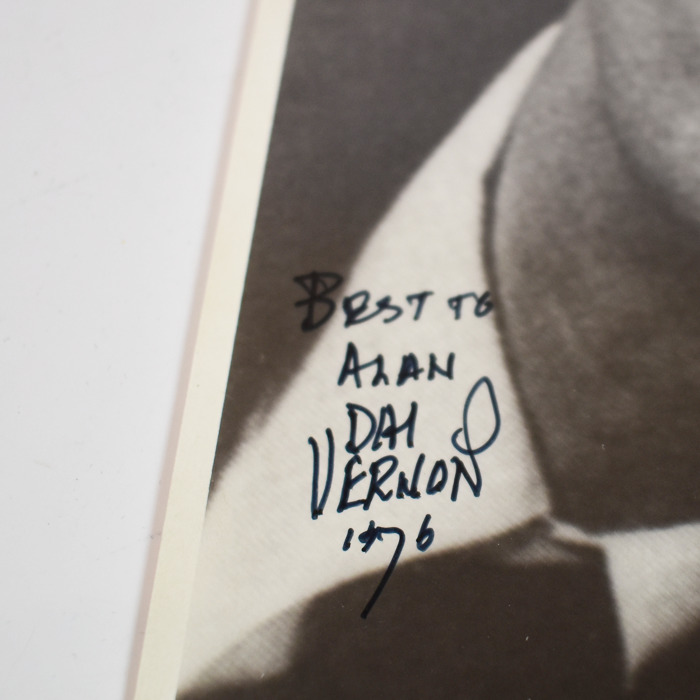 BEST TO
ALAN
DAI
VERNON
1976